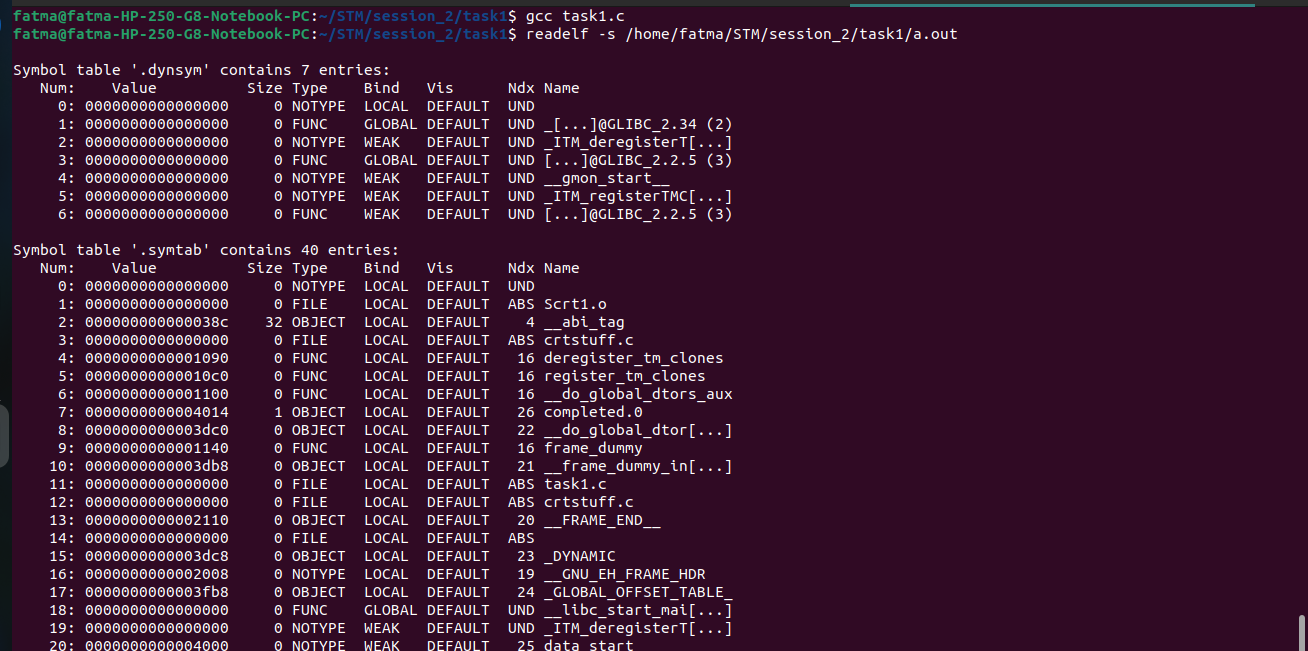 fatma@fatma-HP-250-G8-Notebook-PC:~/STM/session_2/task1$ gcc task1.c
fatma@fatma-HP-250-G8-Notebook-PC:~/STM/session_2/task1$ readelf -s /home/fatma/STM/session_2/task1/a.out

Symbol table '.dynsym' contains 7 entries:
   Num:    Value          Size Type    Bind   Vis      Ndx Name
     0: 0000000000000000     0 NOTYPE  LOCAL  DEFAULT  UND
     1: 0000000000000000     0 FUNC    GLOBAL DEFAULT  UND _[...]@GLIBC_2.34 (2)
     2: 0000000000000000     0 NOTYPE  WEAK   DEFAULT  UND _ITM_deregisterT[...]
     3: 0000000000000000     0 FUNC    GLOBAL DEFAULT  UND [...]@GLIBC_2.2.5 (3)
     4: 0000000000000000     0 NOTYPE  WEAK   DEFAULT  UND __gmon_start__
     5: 0000000000000000     0 NOTYPE  WEAK   DEFAULT  UND _ITM_registerTMC[...]
     6: 0000000000000000     0 FUNC    WEAK   DEFAULT  UND [...]@GLIBC_2.2.5 (3)

Symbol table '.symtab' contains 40 entries:
   Num:    Value          Size Type    Bind   Vis      Ndx Name
     0: 0000000000000000     0 NOTYPE  LOCAL  DEFAULT  UND
     1: 0000000000000000     0 FILE    LOCAL  DEFAULT  ABS Scrt1.o
     2: 000000000000038c    32 OBJECT  LOCAL  DEFAULT    4 __abi_tag
     3: 0000000000000000     0 FILE    LOCAL  DEFAULT  ABS crtstuff.c
     4: 0000000000001090     0 FUNC    LOCAL  DEFAULT   16 deregister_tm_clones
     5: 00000000000010c0     0 FUNC    LOCAL  DEFAULT   16 register_tm_clones
     6: 0000000000001100     0 FUNC    LOCAL  DEFAULT   16 __do_global_dtors_aux
     7: 0000000000004014     1 OBJECT  LOCAL  DEFAULT   26 completed.0
     8: 0000000000003dc0     0 OBJECT  LOCAL  DEFAULT   22 __do_global_dtor[...]
     9: 0000000000001140     0 FUNC    LOCAL  DEFAULT   16 frame_dummy
    10: 0000000000003db8     0 OBJECT  LOCAL  DEFAULT   21 __frame_dummy_in[...]
    11: 0000000000000000     0 FILE    LOCAL  DEFAULT  ABS task1.c
    12: 0000000000000000     0 FILE    LOCAL  DEFAULT  ABS crtstuff.c
    13: 0000000000002110     0 OBJECT  LOCAL  DEFAULT   20 __FRAME_END__
    14: 0000000000000000     0 FILE    LOCAL  DEFAULT  ABS
    15: 0000000000003dc8     0 OBJECT  LOCAL  DEFAULT   23 _DYNAMIC
    16: 0000000000002008     0 NOTYPE  LOCAL  DEFAULT   19 __GNU_EH_FRAME_HDR
    17: 0000000000003fb8     0 OBJECT  LOCAL  DEFAULT   24 _GLOBAL_OFFSET_TABLE_
    18: 0000000000000000     0 FUNC    GLOBAL DEFAULT  UND __libc_start_mai[...]
    19: 0000000000000000     0 NOTYPE  WEAK   DEFAULT  UND _ITM_deregisterT[...]
    20: 0000000000004000     0 NOTYPE  WEAK   DEFAULT   25 data_start